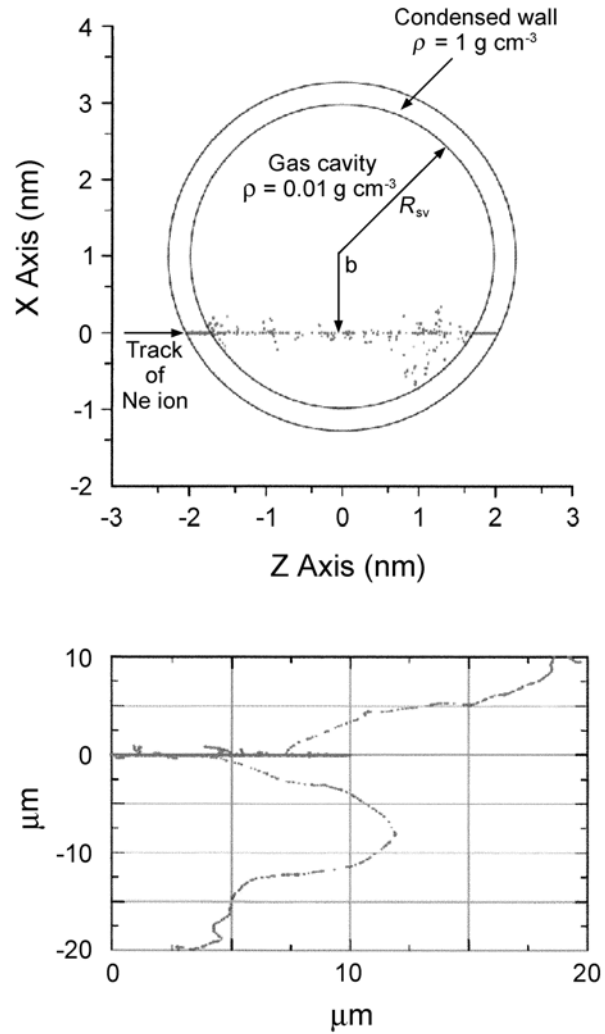 Condensed wall
ρ = 1 g cm-3
4
3
2
1
0
-1
-2
X Axis (nm)
Gas cavity
ρ = 0.01 g cm-3
Rsv
b
Track
of
Ne ion
-3 -2 -1 0 1 2 3
Z Axis (nm)
10
0
-10
-20
μm
0 10 20
μm